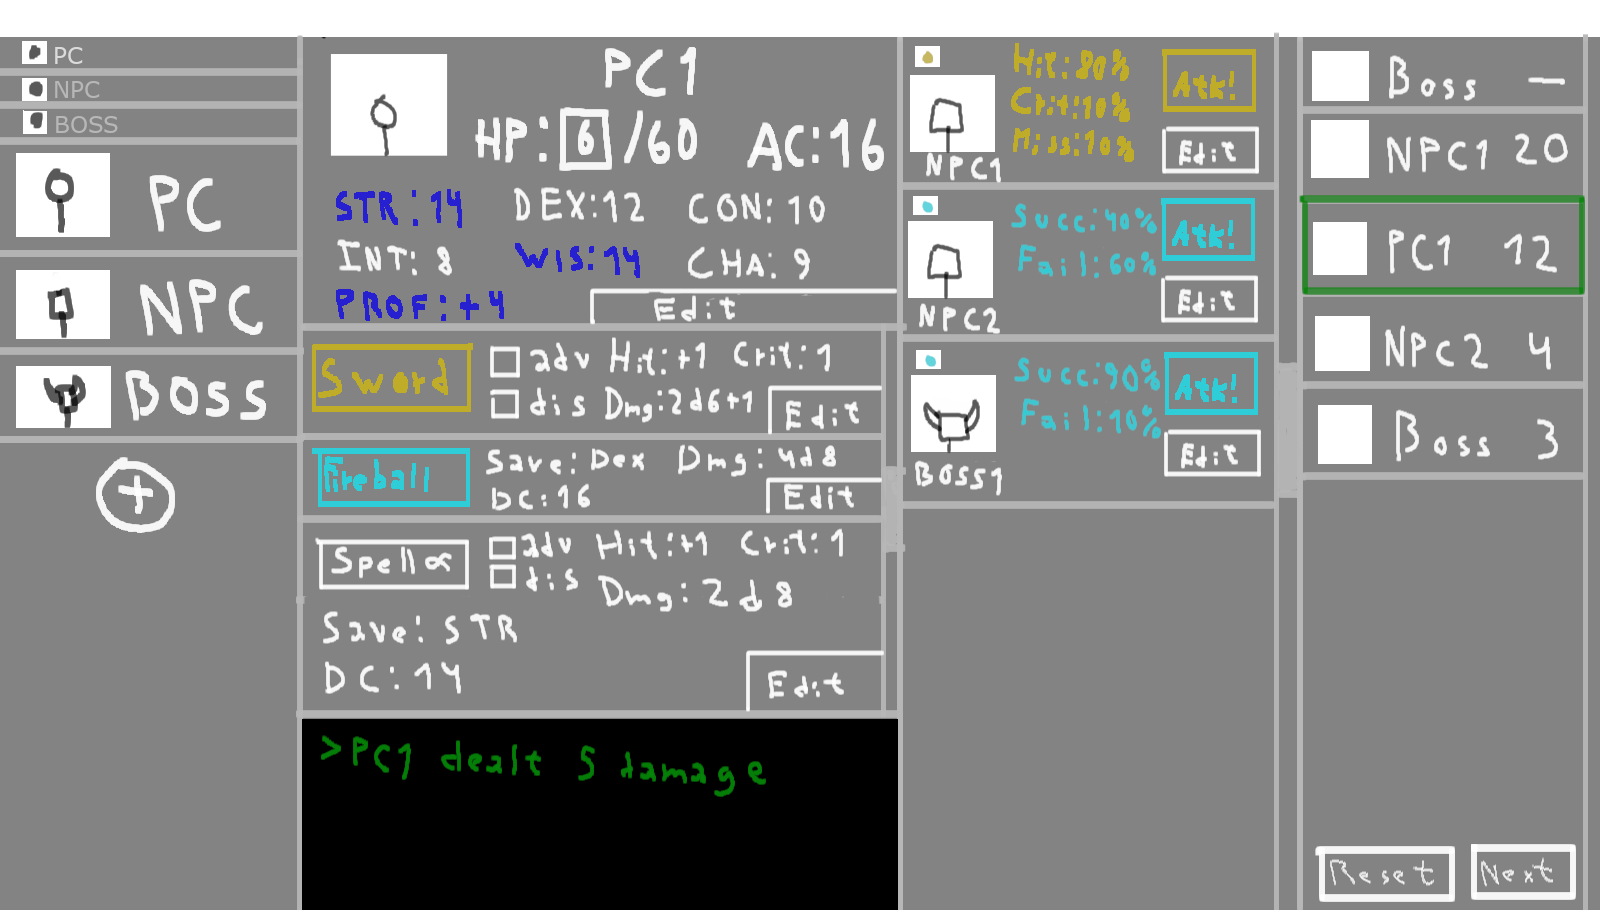 PC
NPC
BOSS
PC
NPC
BOSS
+
PC1
HP: 6 /60 AC:16
STR:14 DEX:12 CON:10
INT:8 WIS:14 CHA:9
PROF:+4 Edit
Sword adv Hit:+1 Crit:1
dis Dmg:2d6+1 Edit
Fireball Save:Dex Dmg:4d8
DC:16 Edit
Spell∝ adv Hit:+1 Crit:1
dis Dmg:2d8
Save:STR
DC:14 Edit
>PC1 dealt 5 damage
NPC1
Hit:80%
Crit:10%
Miss:10%
Atk!
Edit
NPC2
Succ:40%
Fail:60%
Atk!
Edit
BOSS1
Succ:90%
Fail:10%
Atk!
Edit
Boss —
NPC1 20
PC1 12
NPC2 4
Boss 3
Reset Next